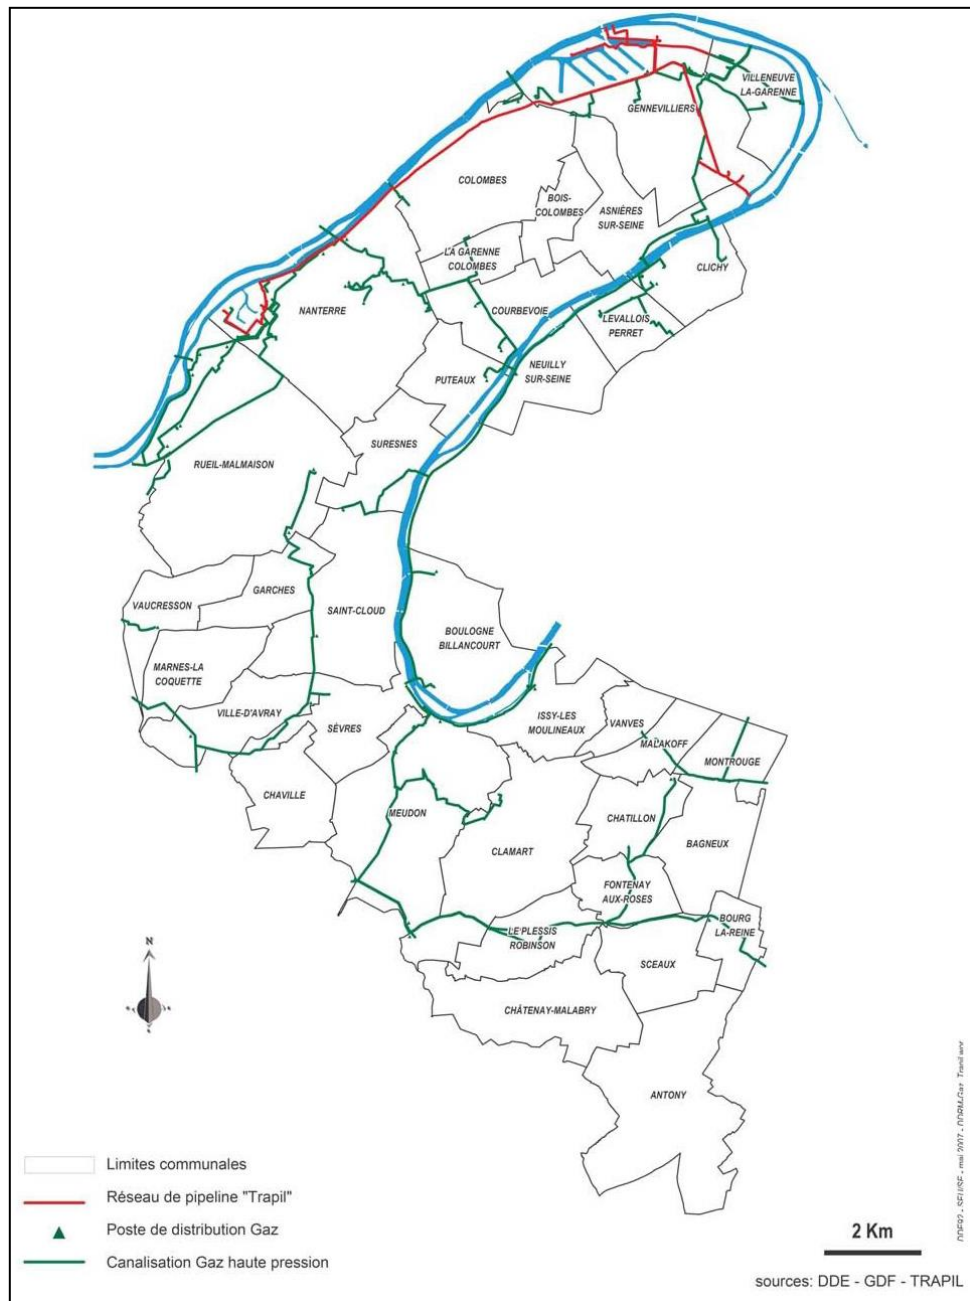 VILLENEUVE
LA-GARENNE
GENNEVILLIERS
COLOMBES
BOIS-
COLOMBES
ASNIÈRES
SUR-SEINE
LA GARENNE
COLOMBES
CLICHY
NANTERRE
COURBEVOIE
LEVALLOIS
PERRET
PUTEAUX
NEUILLY
SUR-SEINE
SURESNES
RUEIL-MALMAISON
GARCHES
VAUCRESSON
SAINT-CLOUD
BOULOGNE
BILLANCOURT
MARNES-LA
COQUETTE
VILLE-D'AVRAY
SÈVRES
ISSY-LES
MOULINEAUX
VANVES
MALAKOFF
MONTROUGE
CHAVILLE
MEUDON
CHATILLON
BAGNEUX
CLAMART
FONTENAY
AUX-ROSES
BOURG
LA-REINE
LE PLESSIS
ROBINSON
SCEAUX
CHÂTENAY-MALABRY
ANTONY
N
Limites communales
Réseau de pipeline "Trapil"
Poste de distribution Gaz
Canalisation Gaz haute pression
2 Km
sources: DDE - GDF - TRAPIL